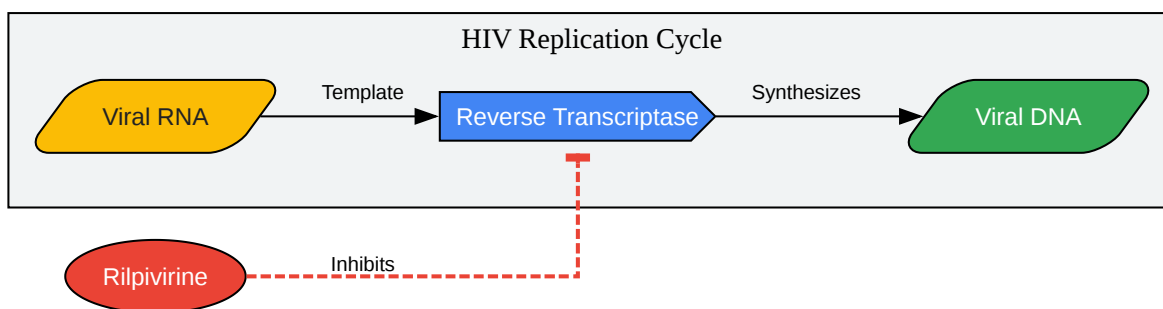 HIV Replication Cycle
Viral RNA
Template
Reverse Transcriptase
Synthesizes
Viral DNA
Rilpivirine
Inhibits